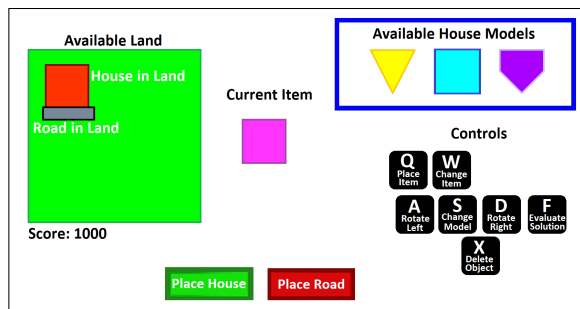 Available Land
House in Land
Road in Land
Score: 1000
Current Item
Available House Models
Controls
Q
Place
Item
W
Change
Item
A
Rotate
Left
S
Change
Model
D
Rotate
Right
F
Evaluate
Solution
X
Delete
Object
Place House
Place Road